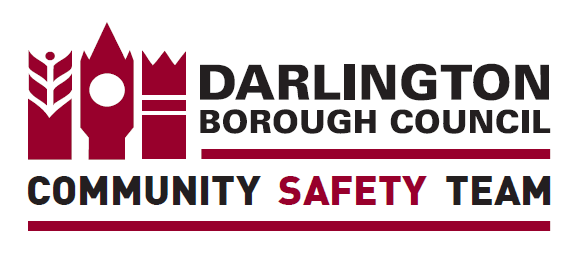 DARLINGTON
BOROUGH COUNCIL
COMMUNITY SAFETY TEAM